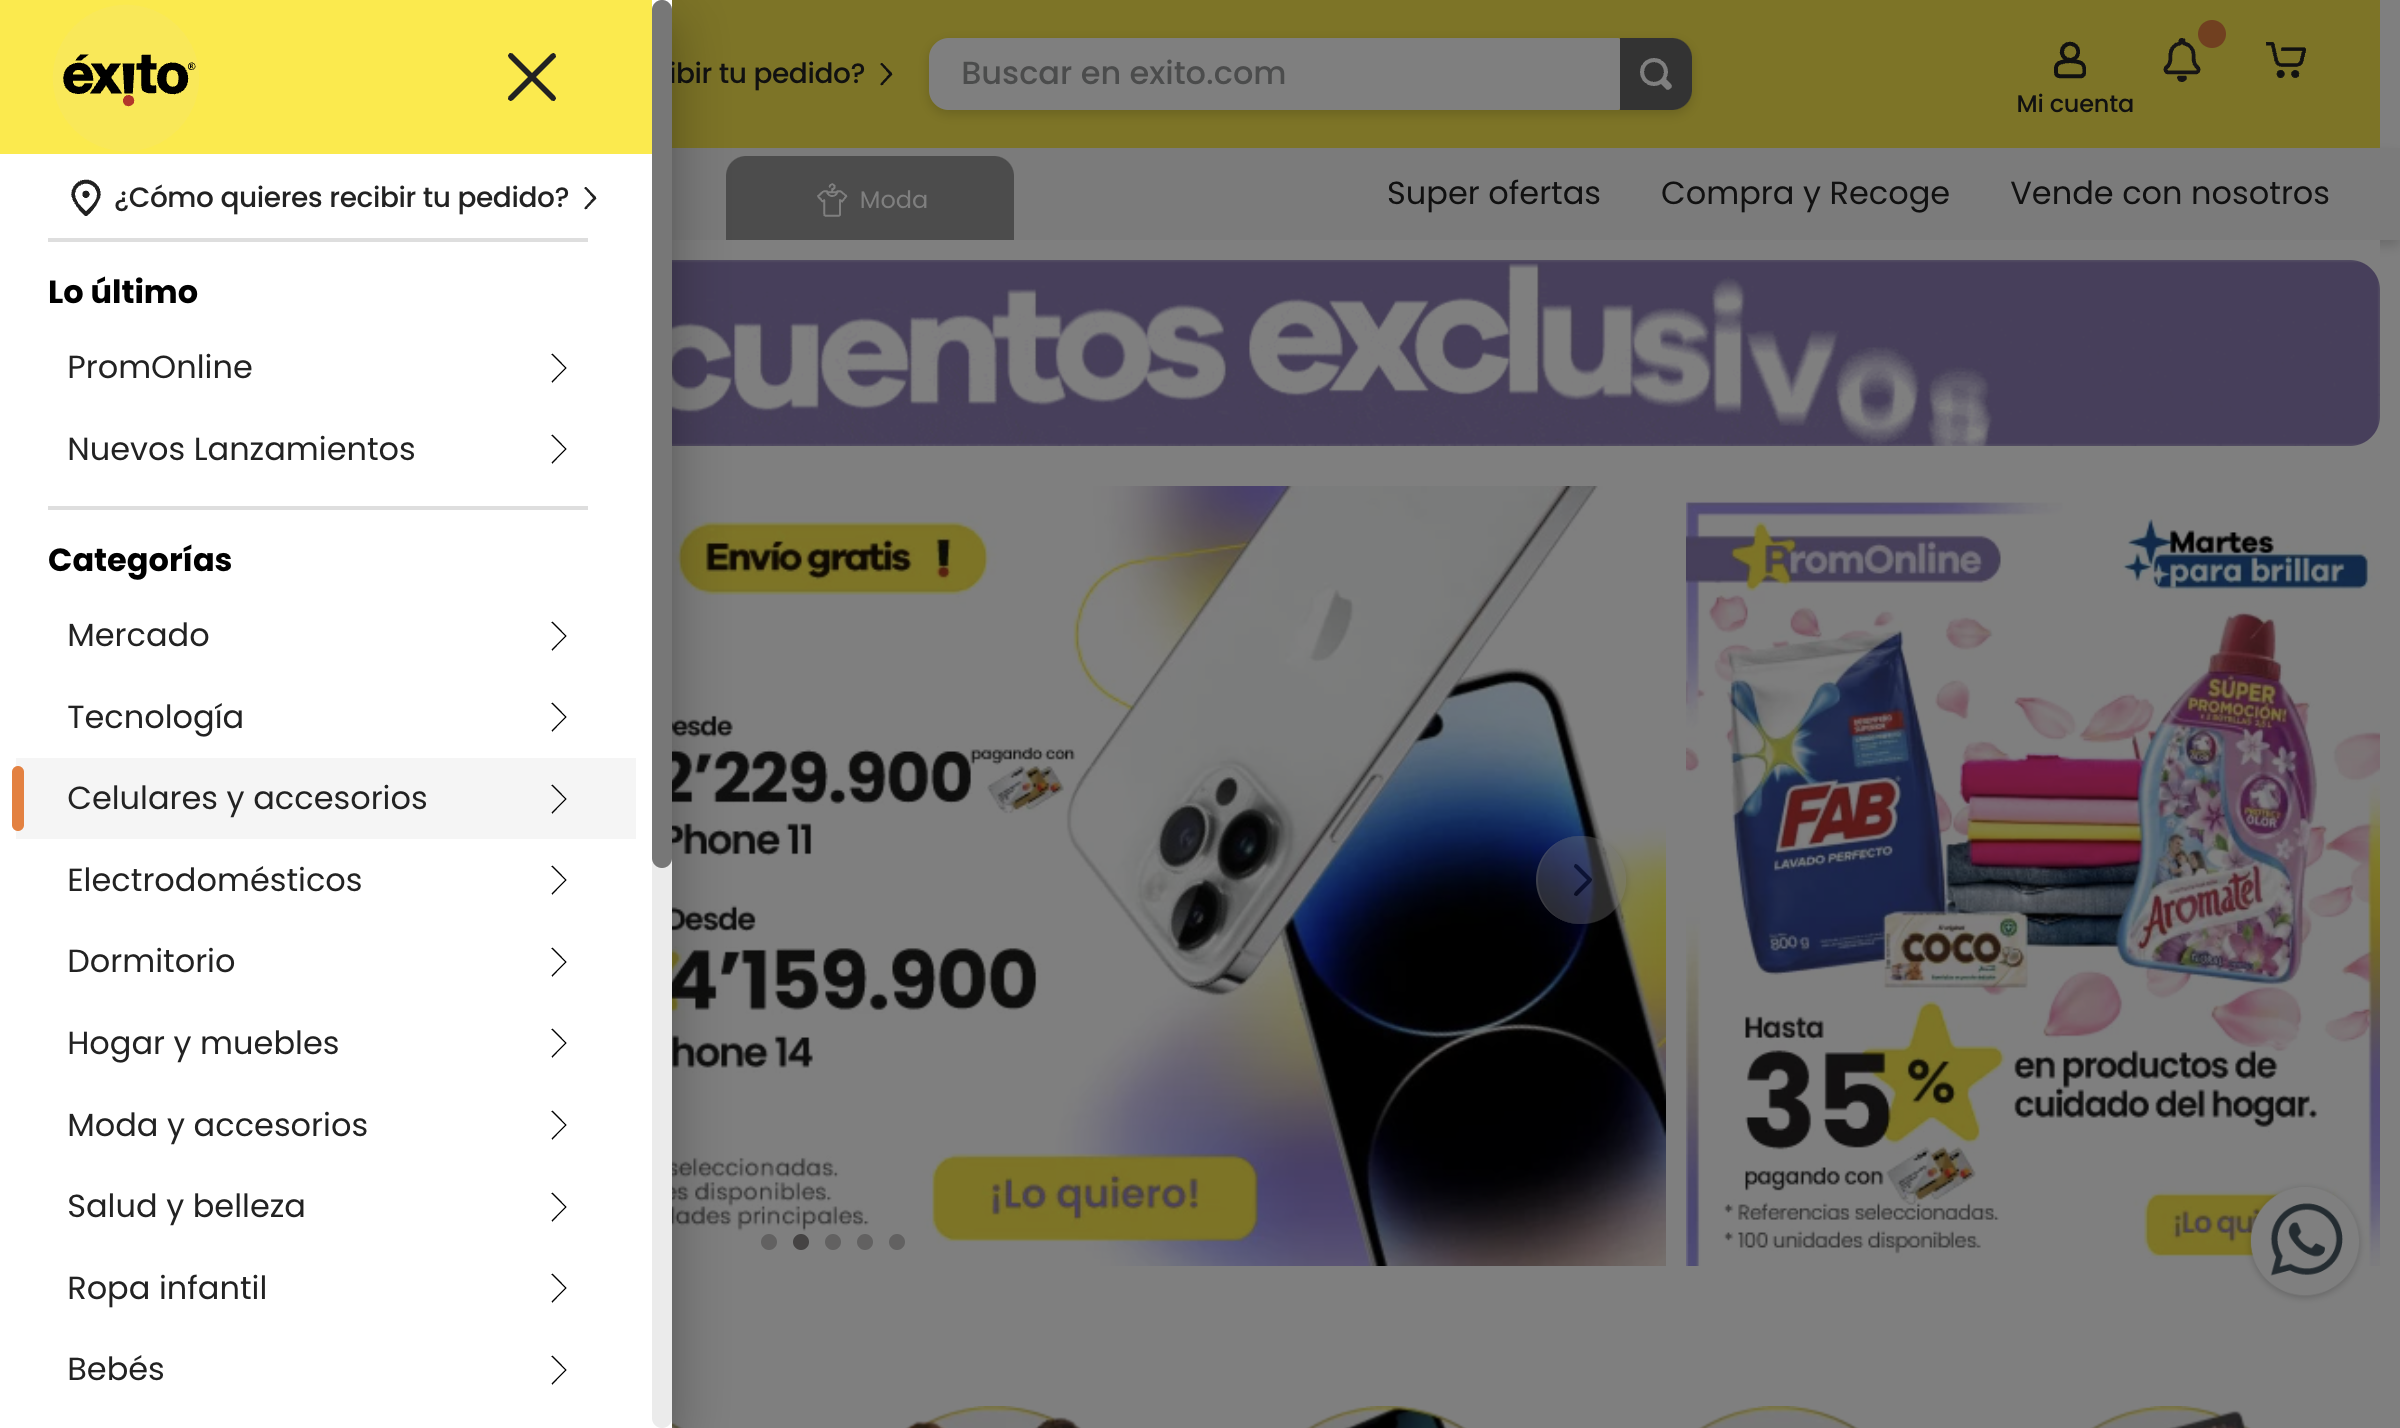 éxito
¿Cómo quieres recibir tu pedido?
Lo último
PromOnline
Nuevos Lanzamientos
Categorías
Mercado
Tecnología
Celulares y accesorios
Electrodomésticos
Dormitorio
Hogar y muebles
Moda y accesorios
Salud y belleza
Ropa infantil
Bebés
ibir tu pedido?
Buscar en exito.com
Mi cuenta
Moda
Super ofertas
Compra y Recoge
Vende con nosotros
cuentos exclusivos
Envío gratis !
esde
2'229.900
pagando con
Phone 11
Desde
4'159.900
hone 14
seleccionadas.
s disponibles.
dades principales.
¡Lo quiero!
PromOnline
Martes
para brillar
SÚPER
PROMOCIÓN!
FAB
LAVADO PERFECTO
800 g
COCO
Aromatel
Hasta
35%
en productos de
cuidado del hogar.
pagando con
* Referencias seleccionadas.
* 100 unidades disponibles.
¡Lo qu